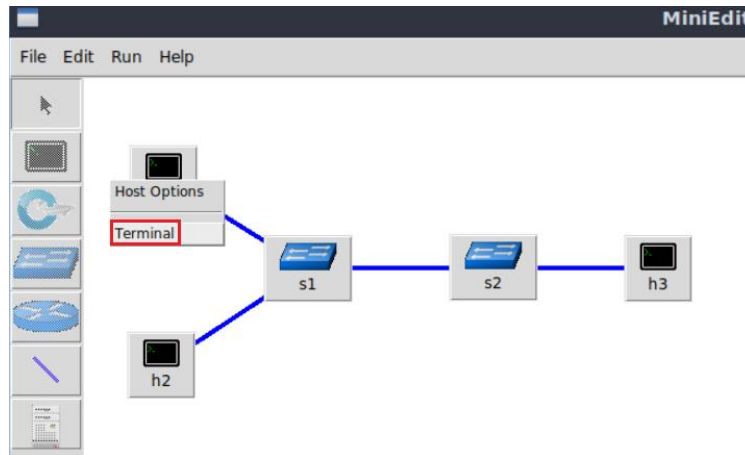 MiniEdit
File Edit Run Help
Host Options
Terminal
s1
s2
h3
h2